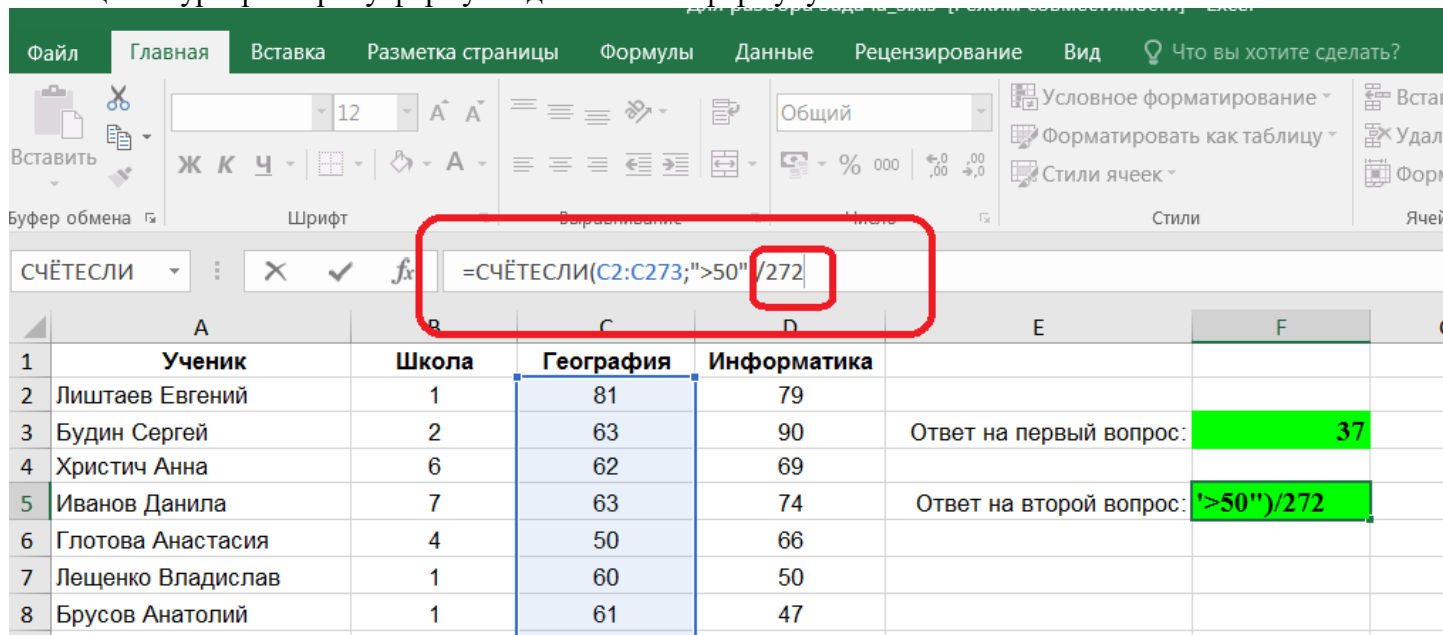 Файл Главная Вставка Разметка страницы Формулы Данные Рецензирование Вид Что вы хотите сделать?
12 Общий Условное форматирование
Вставить Форматировать как таблицу
Ж К Ч А % 000 Стили ячеек
Буфер обмена Шрифт Выравнивание Число Стили
СЧЁТЕСЛИ fx =СЧЁТЕСЛИ(C2:C273;">50")/272
A B C D E F
1 Ученик Школа География Информатика
2 Лиштаев Евгений 1 81 79
3 Будин Сергей 2 63 90 Ответ на первый вопрос: 37
4 Христич Анна 6 62 69
5 Иванов Данила 7 63 74 Ответ на второй вопрос: ">50")/272
6 Глотова Анастасия 4 50 66
7 Лещенко Владислав 1 60 50
8 Брусов Анатолий 1 61 47